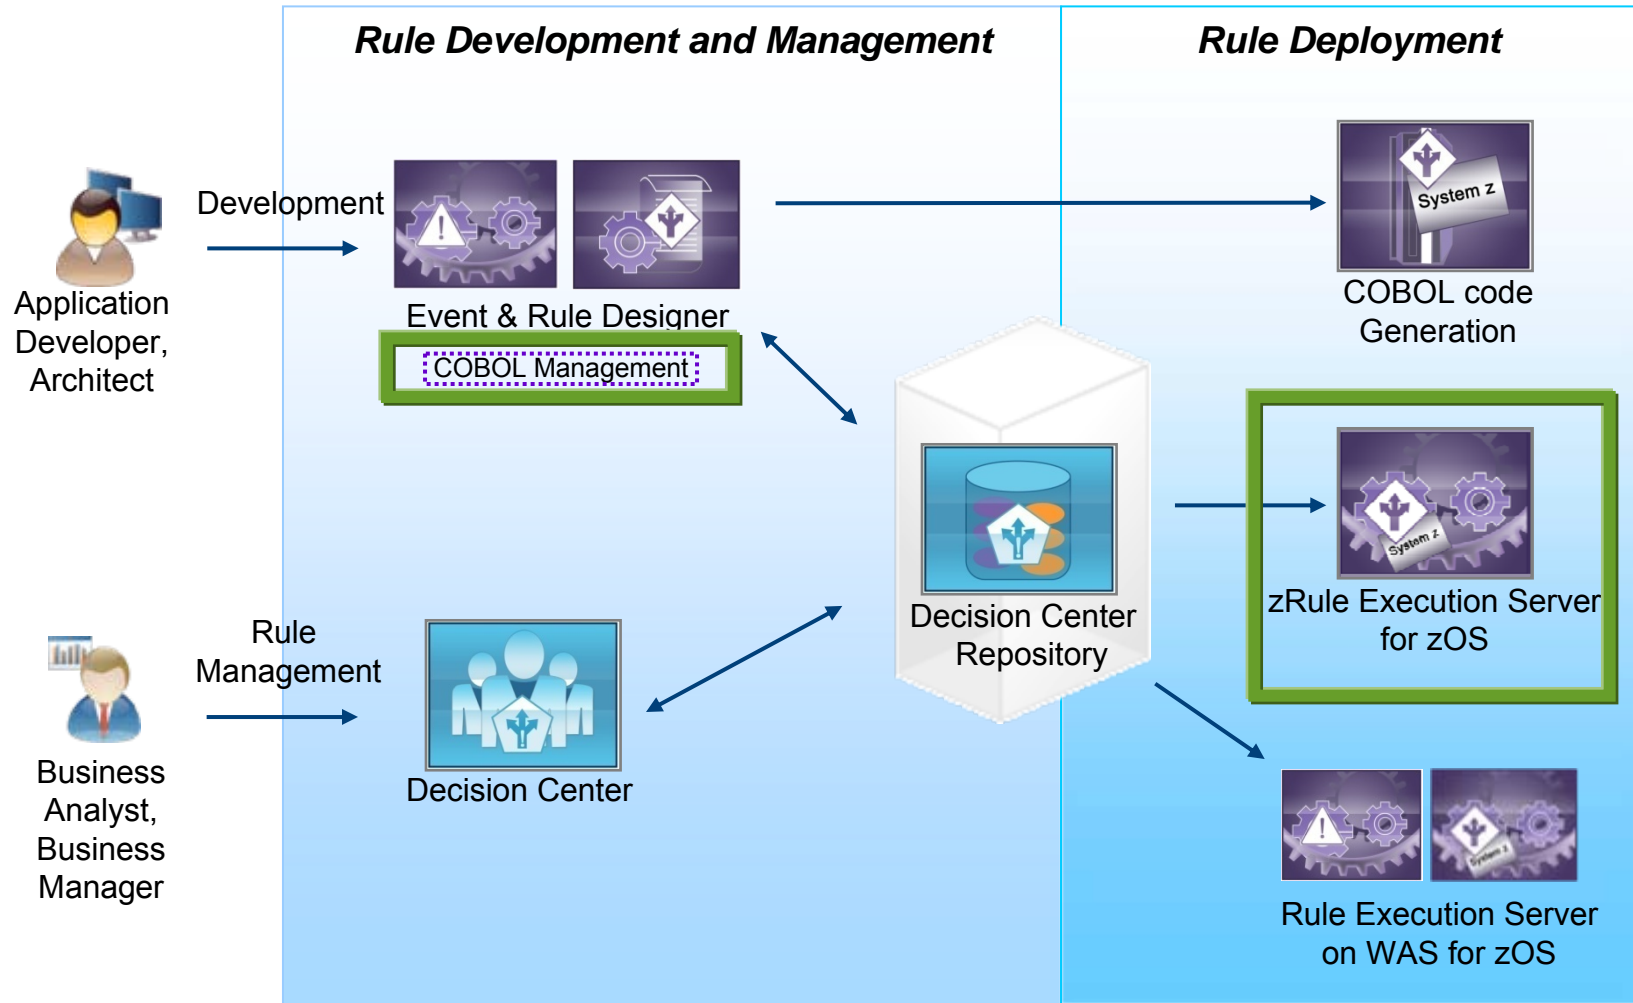 Rule Development and Management
Rule Deployment
Development
Application
Developer,
Architect
Event & Rule Designer
COBOL Management
System z
COBOL code
Generation
Decision Center
Repository
System z
zRule Execution Server
for zOS
Rule
Management
Business
Analyst,
Business
Manager
Decision Center
System z
Rule Execution Server
on WAS for zOS